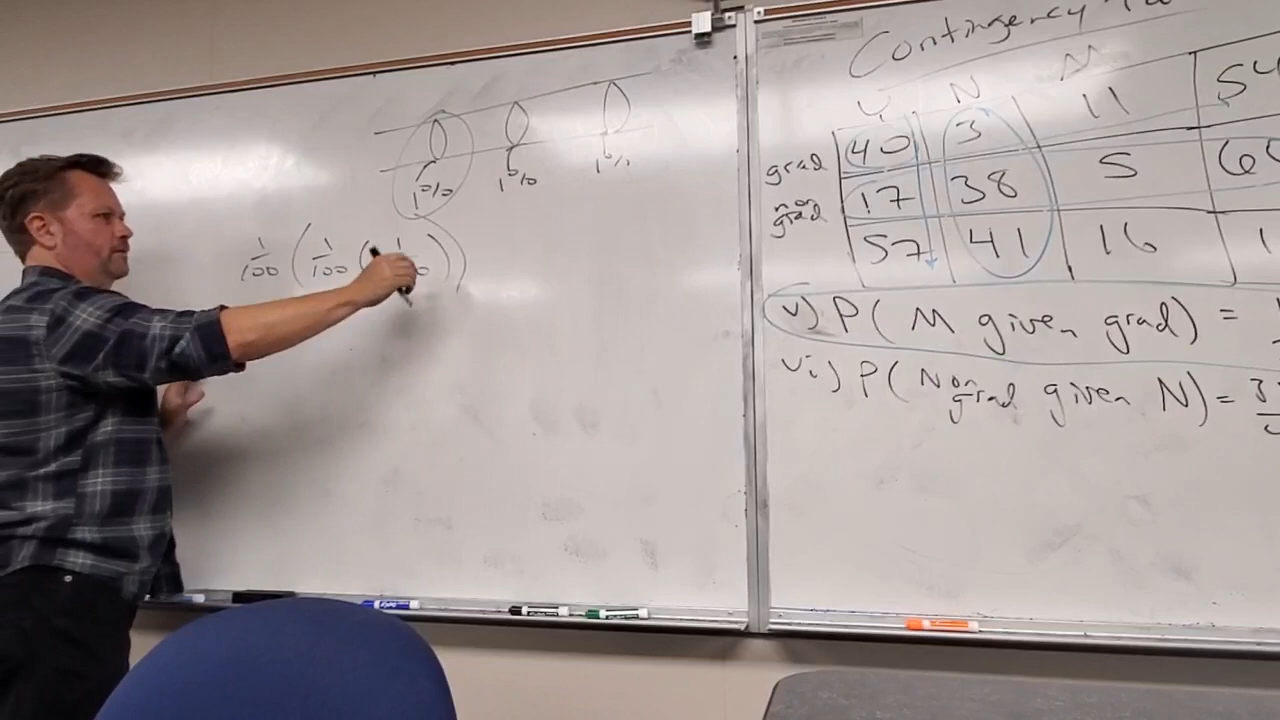 1% 1% 1%
1/100 (1/100 (1/100))
Contingency
Y N M
grad 40 3 11 54
non grad 17 38 5
57 41 16
v) P( M given grad) =
vi) P( Non grad given N) =